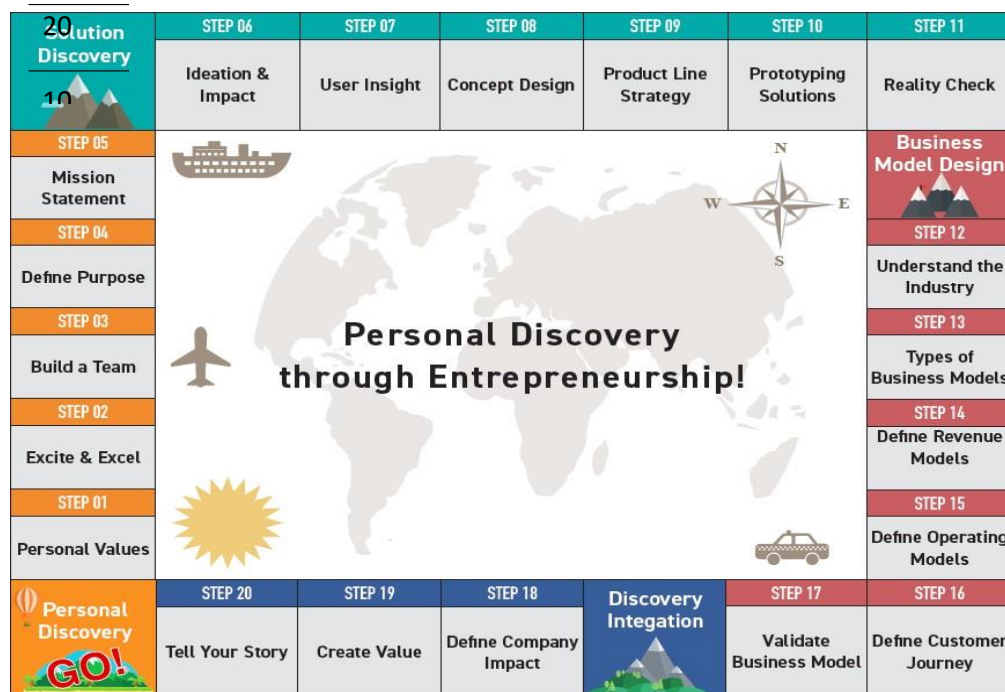 20
Solution
Discovery
10
STEP 06
Ideation &
Impact
STEP 07
User Insight
STEP 08
Concept Design
STEP 09
Product Line
Strategy
STEP 10
Prototyping
Solutions
STEP 11
Reality Check
STEP 05
Mission
Statement
STEP 04
Define Purpose
STEP 03
Build a Team
STEP 02
Excite & Excel
STEP 01
Personal Values
N
W
E
S
Personal Discovery
through Entrepreneurship!
Business
Model Design
STEP 12
Understand the
Industry
STEP 13
Types of
Business Models
STEP 14
Define Revenue
Models
STEP 15
Define Operating
Models
Personal
Discovery
GO!
STEP 20
Tell Your Story
STEP 19
Create Value
STEP 18
Define Company
Impact
Discovery
Integation
STEP 17
Validate
Business Model
STEP 16
Define Customer
Journey